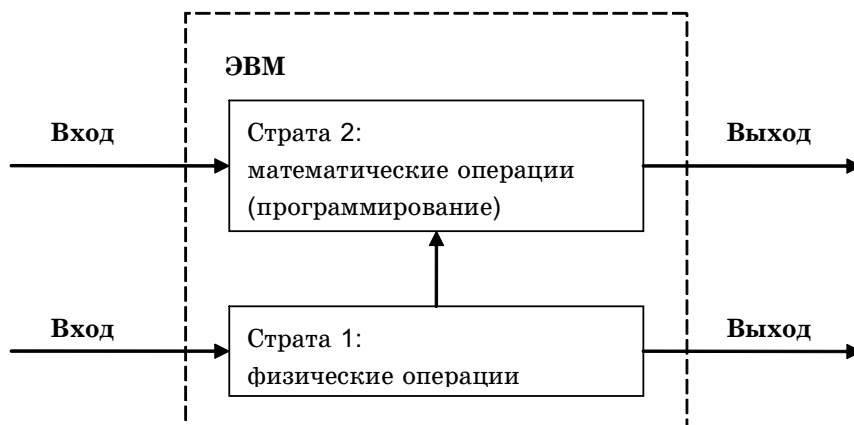 ЭВМ
Вход
Страта 2:
математические операции
(программирование)
Выход
Вход
Страта 1:
физические операции
Выход